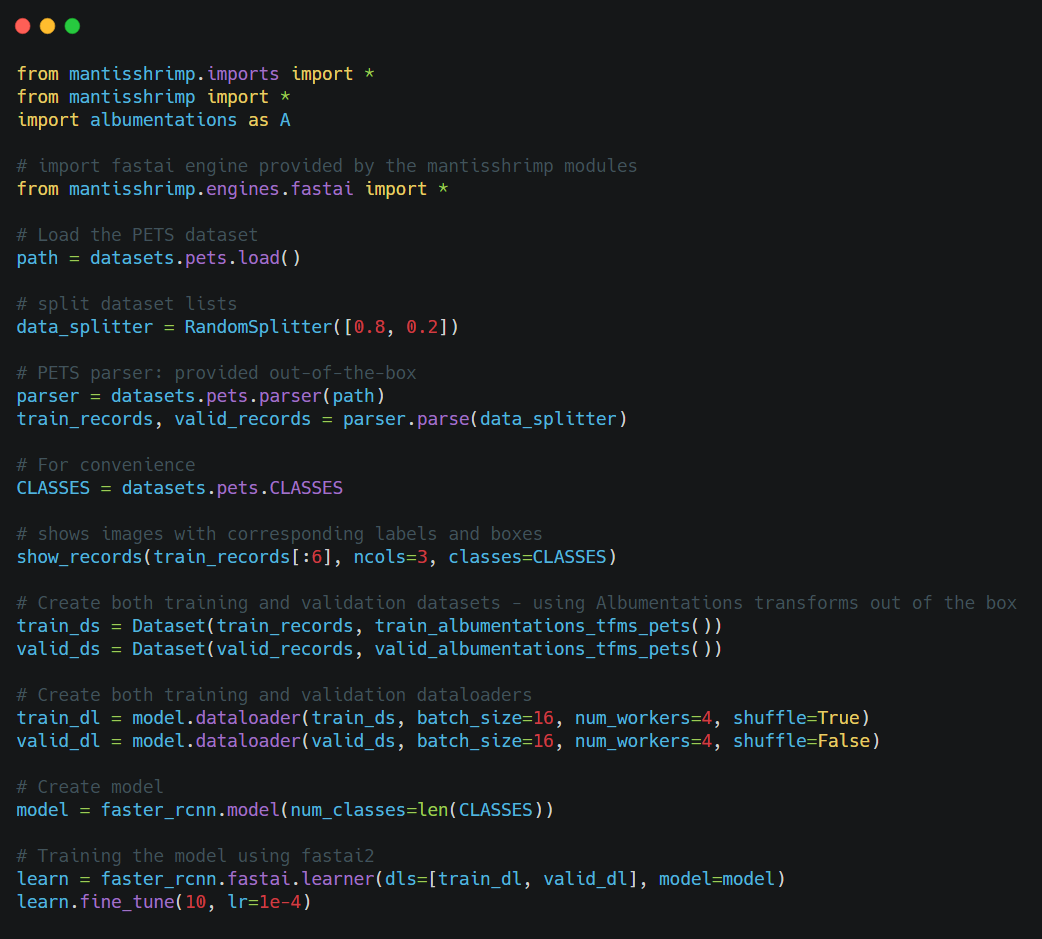 from mantisshrimp.imports import *
from mantisshrimp import *
import albumentations as A

# import fastai engine provided by the mantisshrimp modules
from mantisshrimp.engines.fastai import *

# Load the PETS dataset
path = datasets.pets.load()

# split dataset lists
data_splitter = RandomSplitter([0.8, 0.2])

# PETS parser: provided out-of-the-box
parser = datasets.pets.parser(path)
train_records, valid_records = parser.parse(data_splitter)

# For convenience
CLASSES = datasets.pets.CLASSES

# shows images with corresponding labels and boxes
show_records(train_records[:6], ncols=3, classes=CLASSES)

# Create both training and validation datasets - using Albumentations transforms out of the box
train_ds = Dataset(train_records, train_albumentations_tfms_pets())
valid_ds = Dataset(valid_records, valid_albumentations_tfms_pets())

# Create both training and validation dataloaders
train_dl = model.dataloader(train_ds, batch_size=16, num_workers=4, shuffle=True)
valid_dl = model.dataloader(valid_ds, batch_size=16, num_workers=4, shuffle=False)

# Create model
model = faster_rcnn.model(num_classes=len(CLASSES))

# Training the model using fastai2
learn = faster_rcnn.fastai.learner(dls=[train_dl, valid_dl], model=model)
learn.fine_tune(10, lr=1e-4)